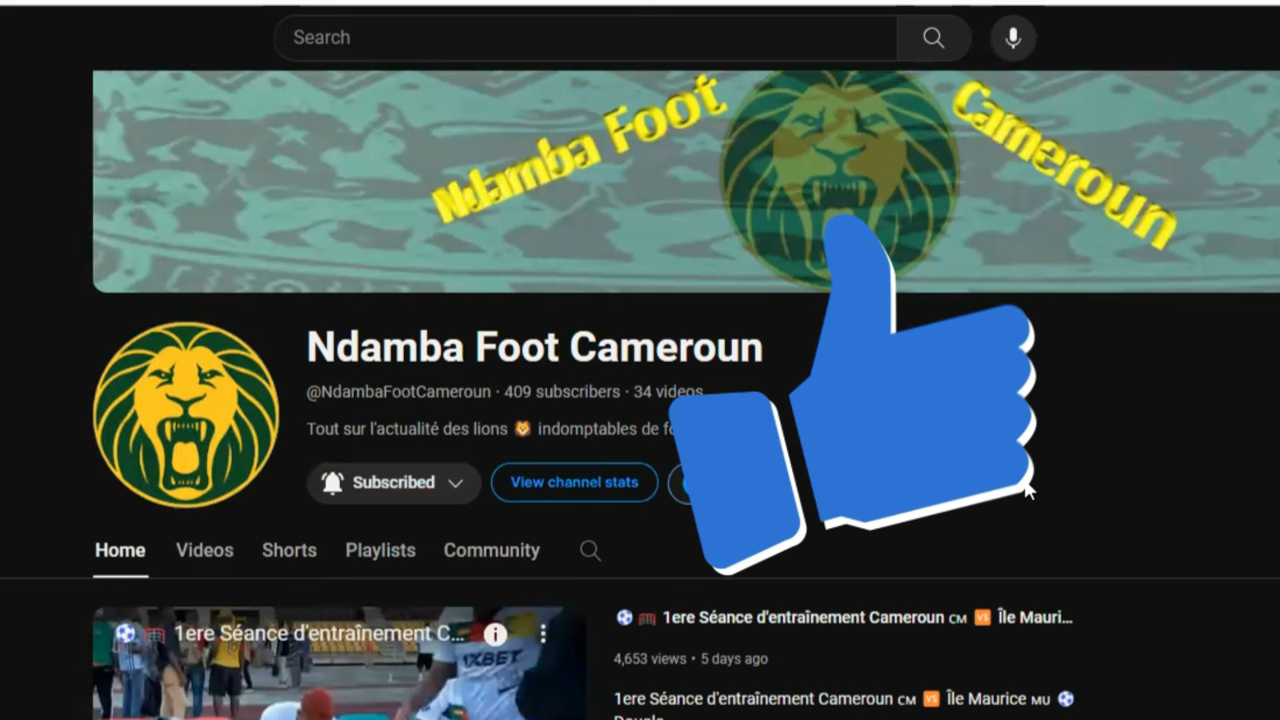 Search
Ndamba Foot
Cameroun
Ndamba Foot Cameroun
@NdambaFootCameroun · 409 subscribers · 34 videos
Tout sur l'actualité des lions 🦁 indomptables de
Subscribed
View channel stats
Home Videos Shorts Playlists Community
⚽ 🥅 1ere Séance d'entraînement C...
1XBET
⚽ 🥅 1ere Séance d'entraînement Cameroun CM 🆚 Île Mauri...
4,653 views • 5 days ago
1ere Séance d'entraînement Cameroun CM 🆚 Île Maurice MU ⚽